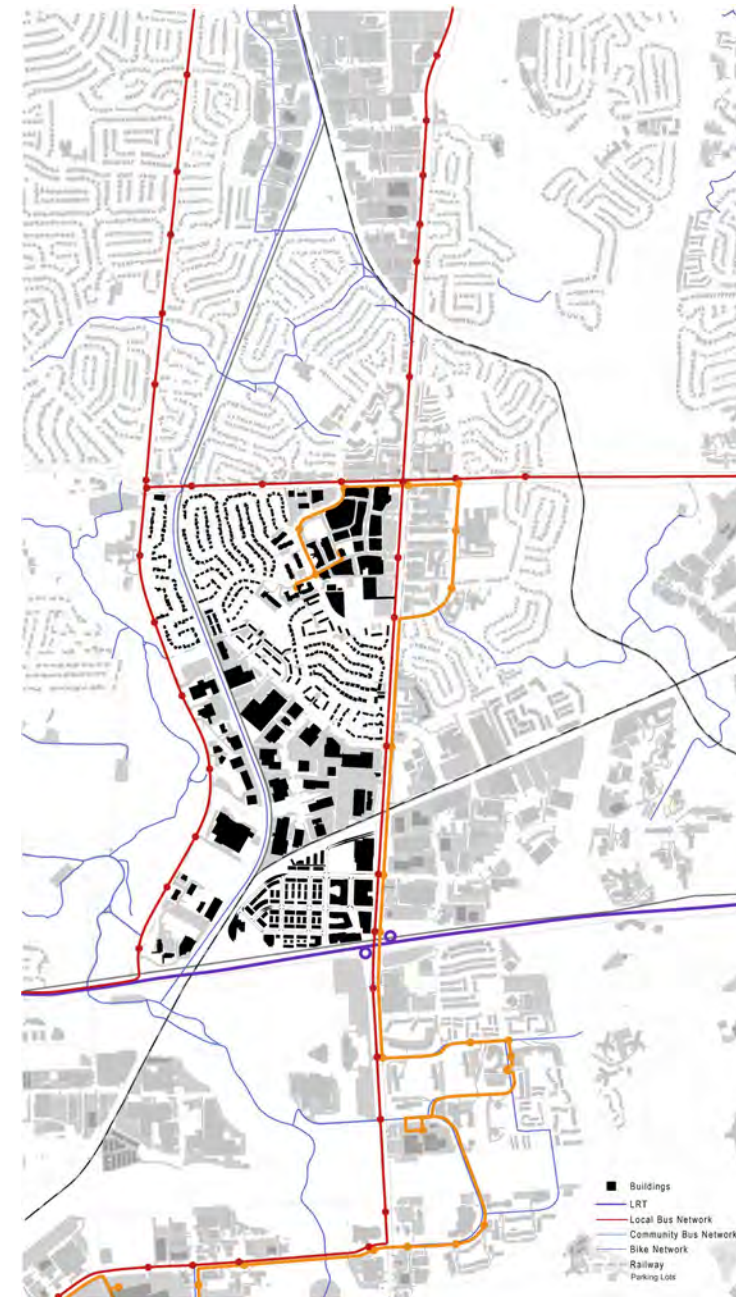 Buildings
LRT
Local Bus Network
Community Bus Network
Bike Network
Railway
Parking Lots